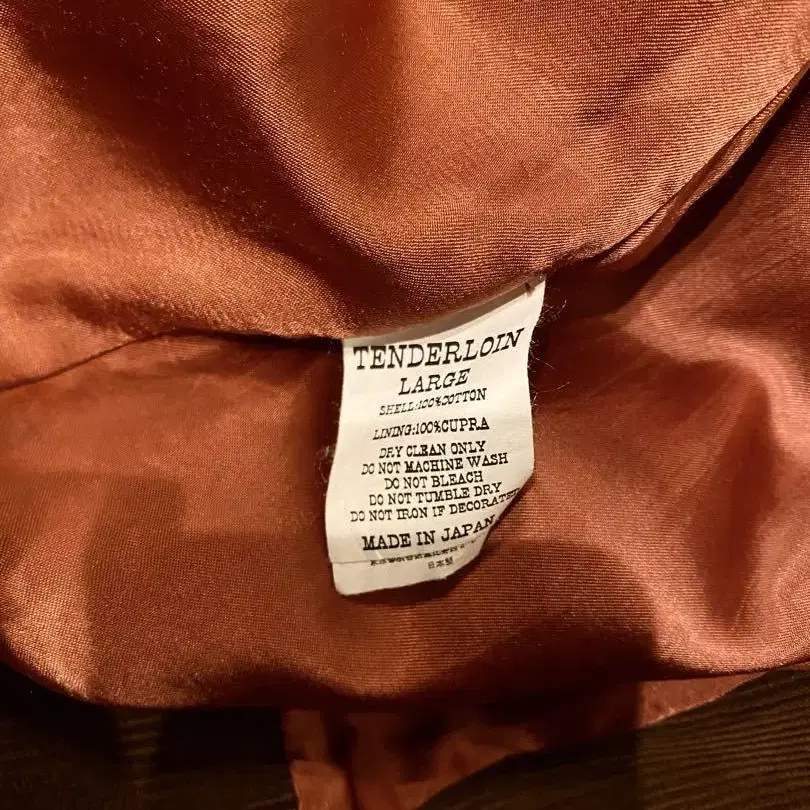 TENDERLOIN
LARGE
SHELL:100%COTTON
LINING:100%CUPRA
DRY CLEAN ONLY
DO NOT MACHINE WASH
DO NOT BLEACH
DO NOT TUMBLE DRY
DO NOT IRON IF DECORATED
MADE IN JAPAN
日本製